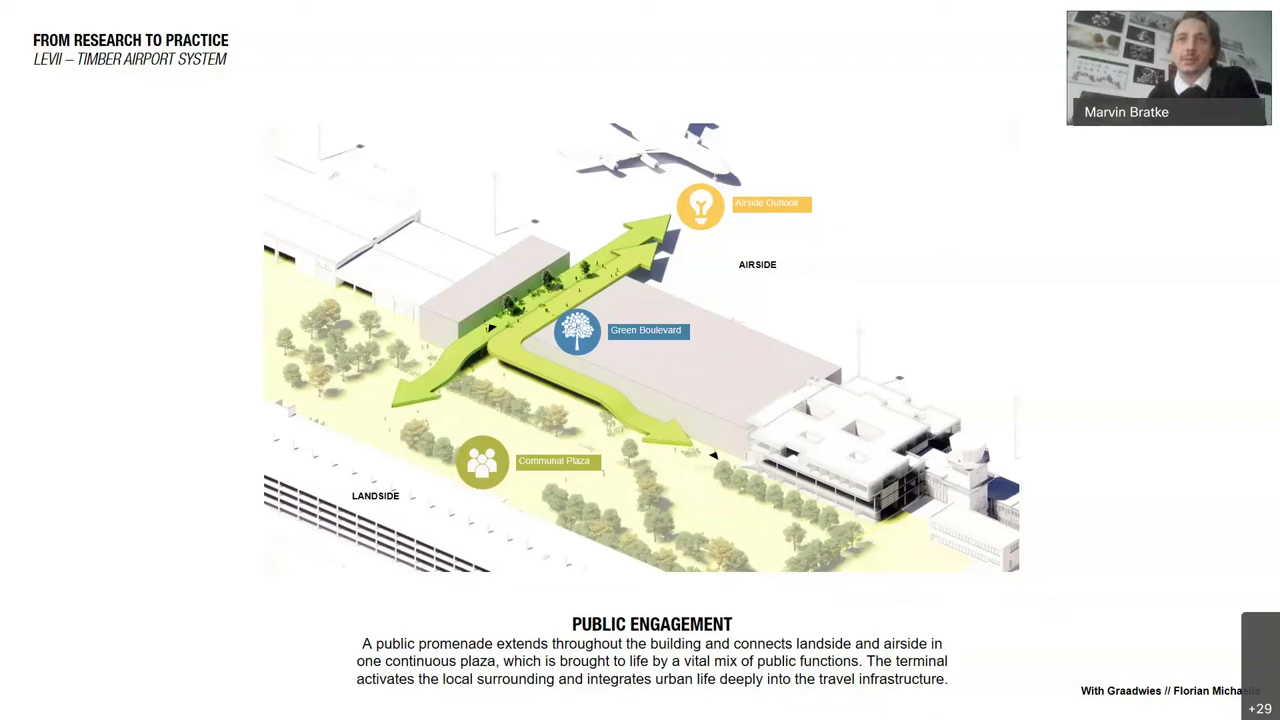 FROM RESEARCH TO PRACTICE
LEVII – TIMBER AIRPORT SYSTEM
Marvin Bratke
Airside Outlook
AIRSIDE
Green Boulevard
Communal Plaza
LANDSIDE
PUBLIC ENGAGEMENT
A public promenade extends throughout the building and connects landside and airside in
one continuous plaza, which is brought to life by a vital mix of public functions. The terminal
activates the local surrounding and integrates urban life deeply into the travel infrastructure.
With Graadwies // Florian Michaelis
+29